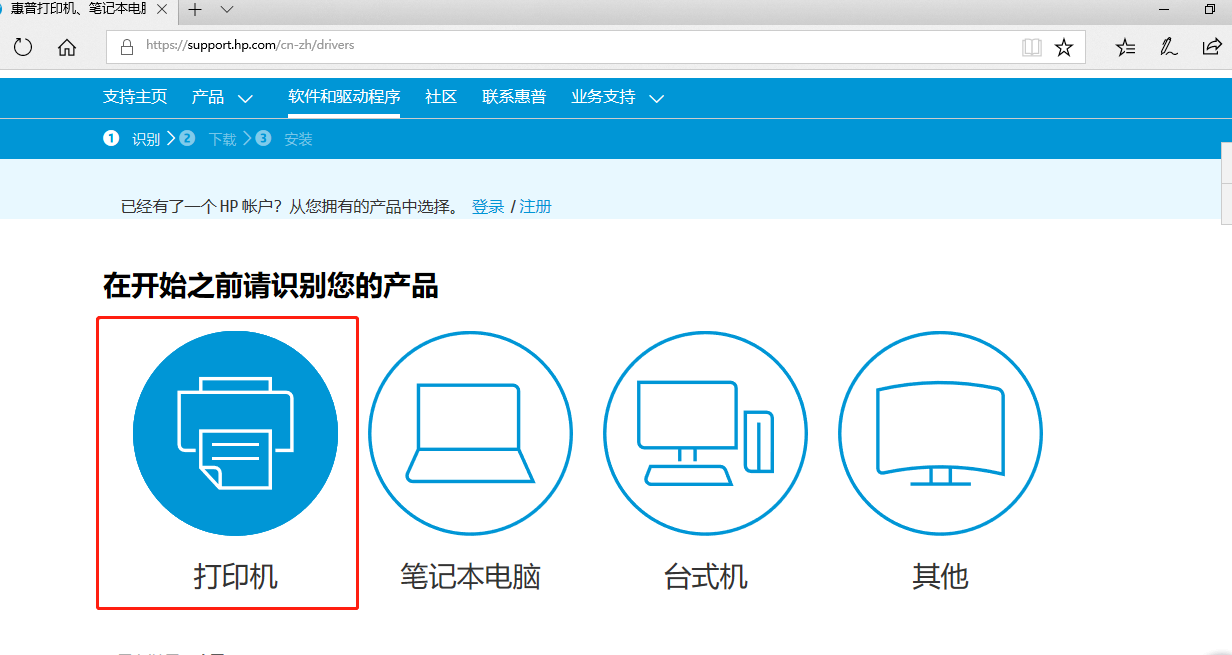 惠普打印机、笔记本电脑
https://support.hp.com/cn-zh/drivers
支持主页 产品 软件和驱动程序 社区 联系惠普 业务支持
1 识别 2 下载 3 安装
已经有了一个 HP 帐户？从您拥有的产品中选择。 登录 / 注册
在开始之前请识别您的产品
打印机 笔记本电脑 台式机 其他